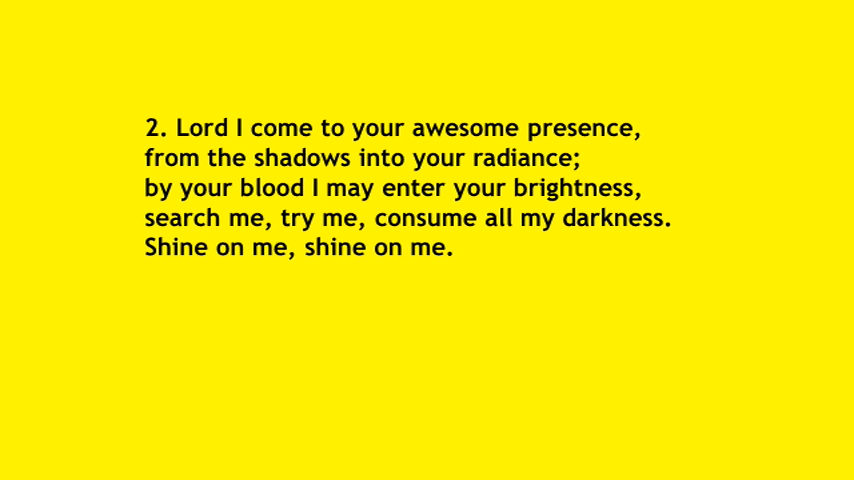 2. Lord I come to your awesome presence,
from the shadows into your radiance;
by your blood I may enter your brightness,
search me, try me, consume all my darkness.
Shine on me, shine on me.